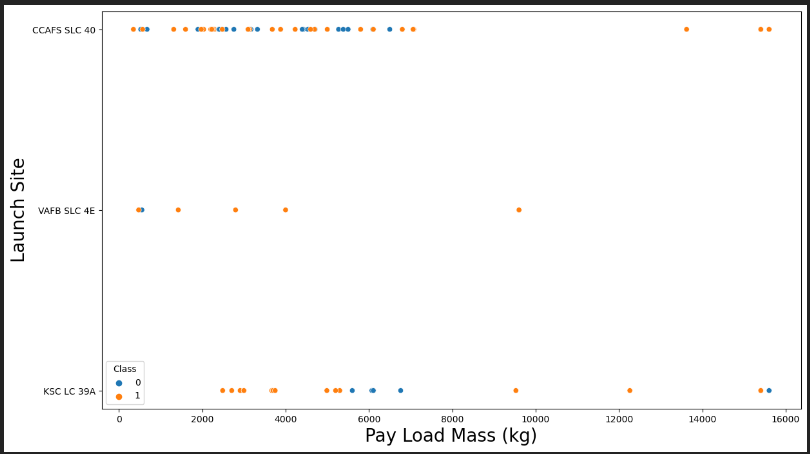 CCAFS SLC 40
VAFB SLC 4E
KSC LC 39A
Launch Site
Class
0
1
0 2000 4000 6000 8000 10000 12000 14000 16000
Pay Load Mass (kg)